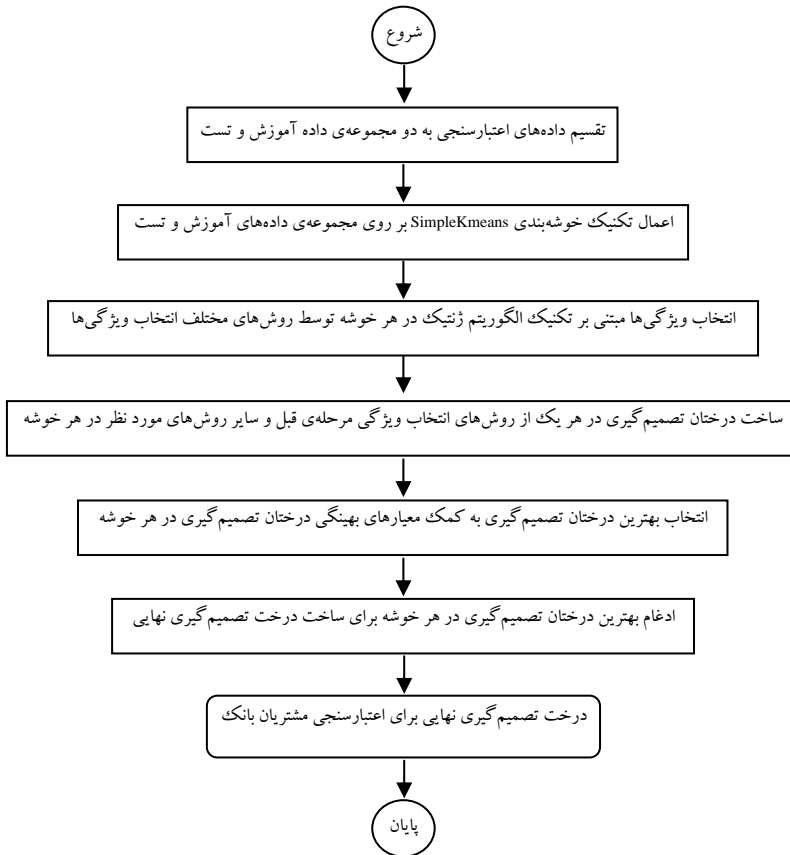 شروع
تقسیم داده‌های اعتبارسنجی به دو مجموعه‌ی داده آموزش و تست
اعمال تکنیک خوشه‌بندی SimpleKmeans بر روی مجموعه‌ی داده‌های آموزش و تست
انتخاب ویژگی‌ها مبتنی بر تکنیک الگوریتم ژنتیک در هر خوشه توسط روش‌های مختلف انتخاب ویژگی‌ها
ساخت درختان تصمیم‌گیری در هر یک از روش‌های انتخاب ویژگی مرحله‌ی قبل و سایر روش‌های مورد نظر در هر خوشه
انتخاب بهترین درختان تصمیم‌گیری به کمک معیارهای بهینگی درختان تصمیم‌گیری در هر خوشه
ادغام بهترین درختان تصمیم‌گیری در هر خوشه برای ساخت درخت تصمیم‌گیری نهایی
درخت تصمیم‌گیری نهایی برای اعتبارسنجی مشتریان بانک
پایان